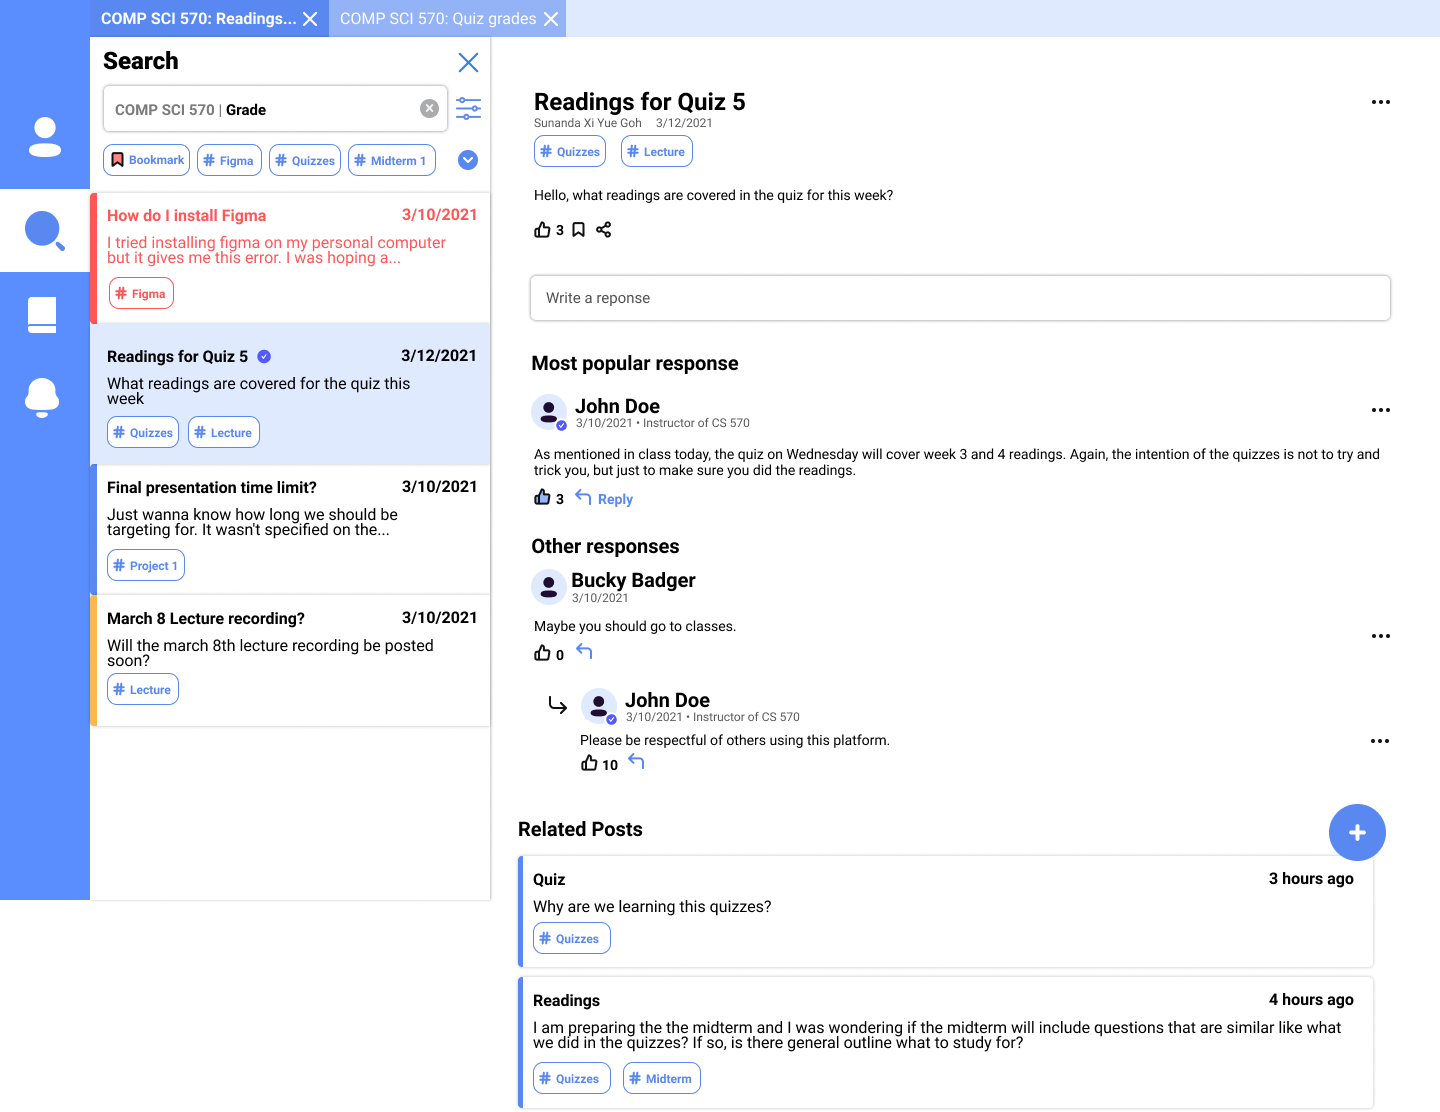 COMP SCI 570: Readings...
COMP SCI 570: Quiz grades
Search
COMP SCI 570 | Grade
Bookmark
# Figma
# Quizzes
# Midterm 1
How do I install Figma
3/10/2021
I tried installing figma on my personal computer
but it gives me this error. I was hoping a...
# Figma
Readings for Quiz 5
3/12/2021
What readings are covered for the quiz this
week
# Quizzes
# Lecture
Final presentation time limit?
3/10/2021
Just wanna know how long we should be
targeting for. It wasn't specified on the...
# Project 1
March 8 Lecture recording?
3/10/2021
Will the march 8th lecture recording be posted
soon?
# Lecture
Readings for Quiz 5
Sunanda Xi Yue Goh 3/12/2021
# Quizzes
# Lecture
Hello, what readings are covered in the quiz for this week?
3
Write a reponse
Most popular response
John Doe
3/10/2021 • Instructor of CS 570
As mentioned in class today, the quiz on Wednesday will cover week 3 and 4 readings. Again, the intention of the quizzes is not to try and
trick you, but just to make sure you did the readings.
3 Reply
Other responses
Bucky Badger
3/10/2021
Maybe you should go to classes.
0
John Doe
3/10/2021 • Instructor of CS 570
Please be respectful of others using this platform.
10
Related Posts
Quiz
3 hours ago
Why are we learning this quizzes?
# Quizzes
Readings
4 hours ago
I am preparing the the midterm and I was wondering if the midterm will include questions that are similar like what
we did in the quizzes? If so, is there general outline what to study for?
# Quizzes
# Midterm